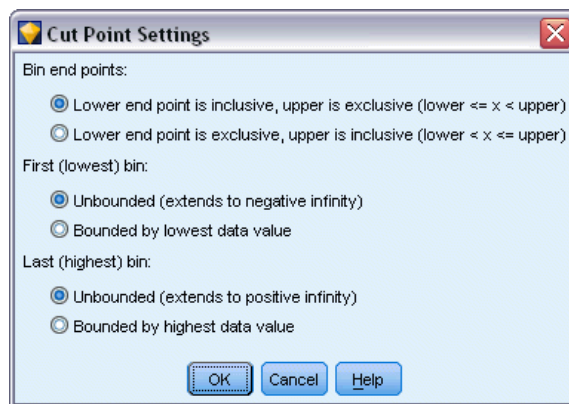 Cut Point Settings
Bin end points:
Lower end point is inclusive, upper is exclusive (lower <= x < upper)
Lower end point is exclusive, upper is inclusive (lower < x <= upper)
First (lowest) bin:
Unbounded (extends to negative infinity)
Bounded by lowest data value
Last (highest) bin:
Unbounded (extends to positive infinity)
Bounded by highest data value
OK Cancel Help